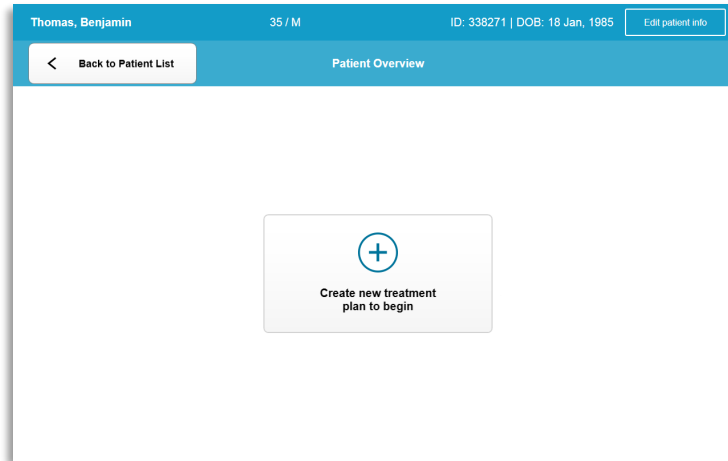 Thomas, Benjamin 35 / M ID: 338271 | DOB: 18 Jan, 1985 Edit patient info
Back to Patient List Patient Overview
Create new treatment
plan to begin